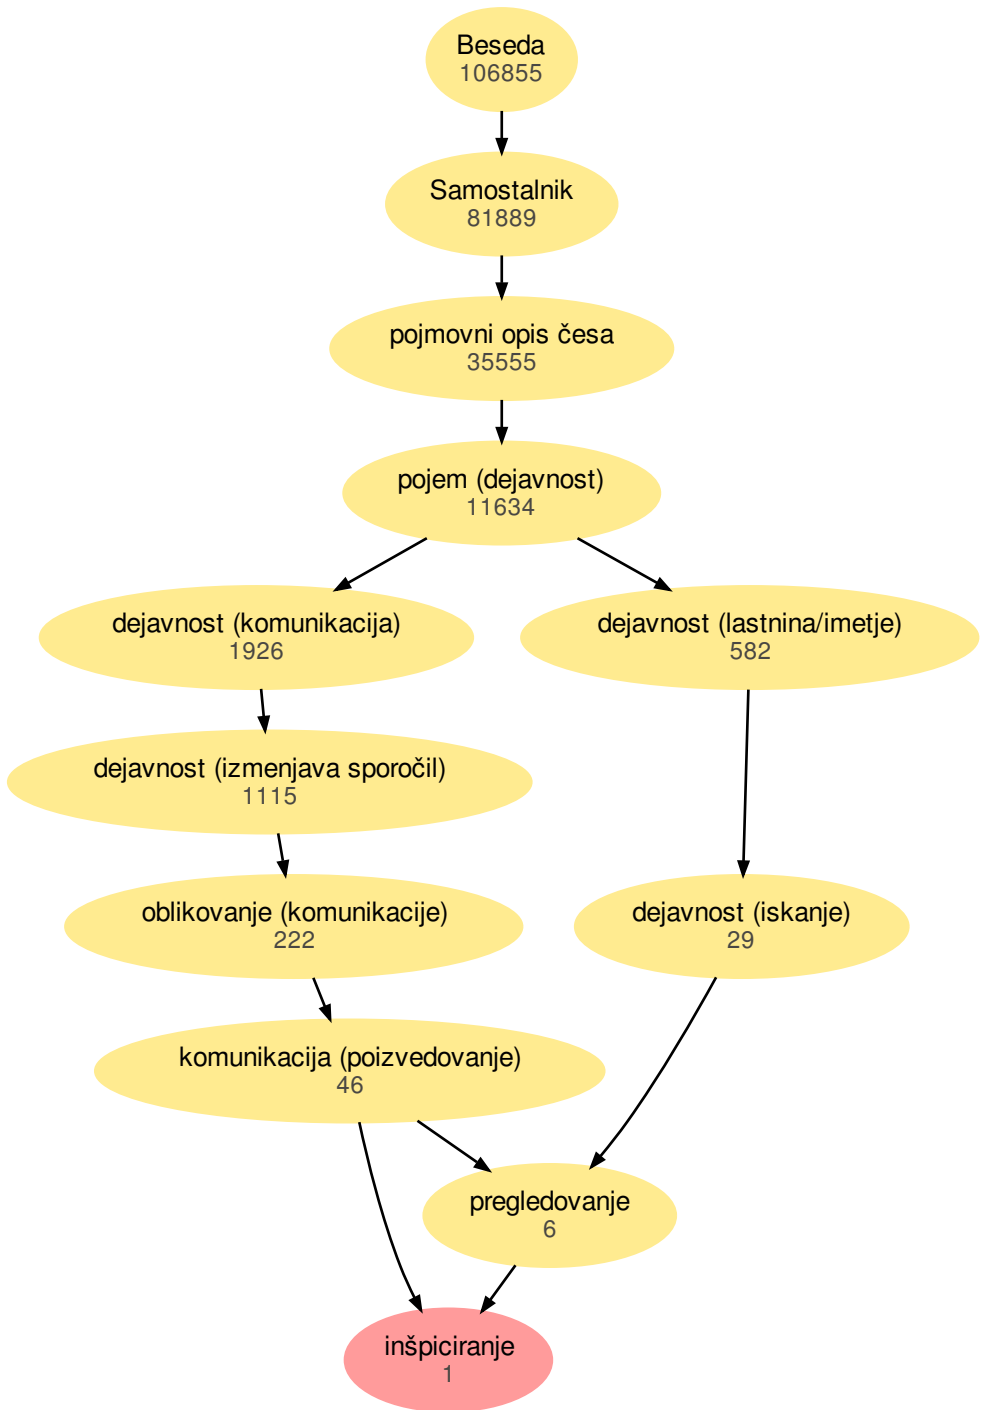 Beseda
106855
Samostalnik
81889
pojmovni opis česa
35555
pojem (dejavnost)
11634
dejavnost (komunikacija)
1926
dejavnost (lastnina/imetje)
582
dejavnost (izmenjava sporočil)
1115
oblikovanje (komunikacije)
222
dejavnost (iskanje)
29
komunikacija (poizvedovanje)
46
pregledovanje
6
inšpiciranje
1